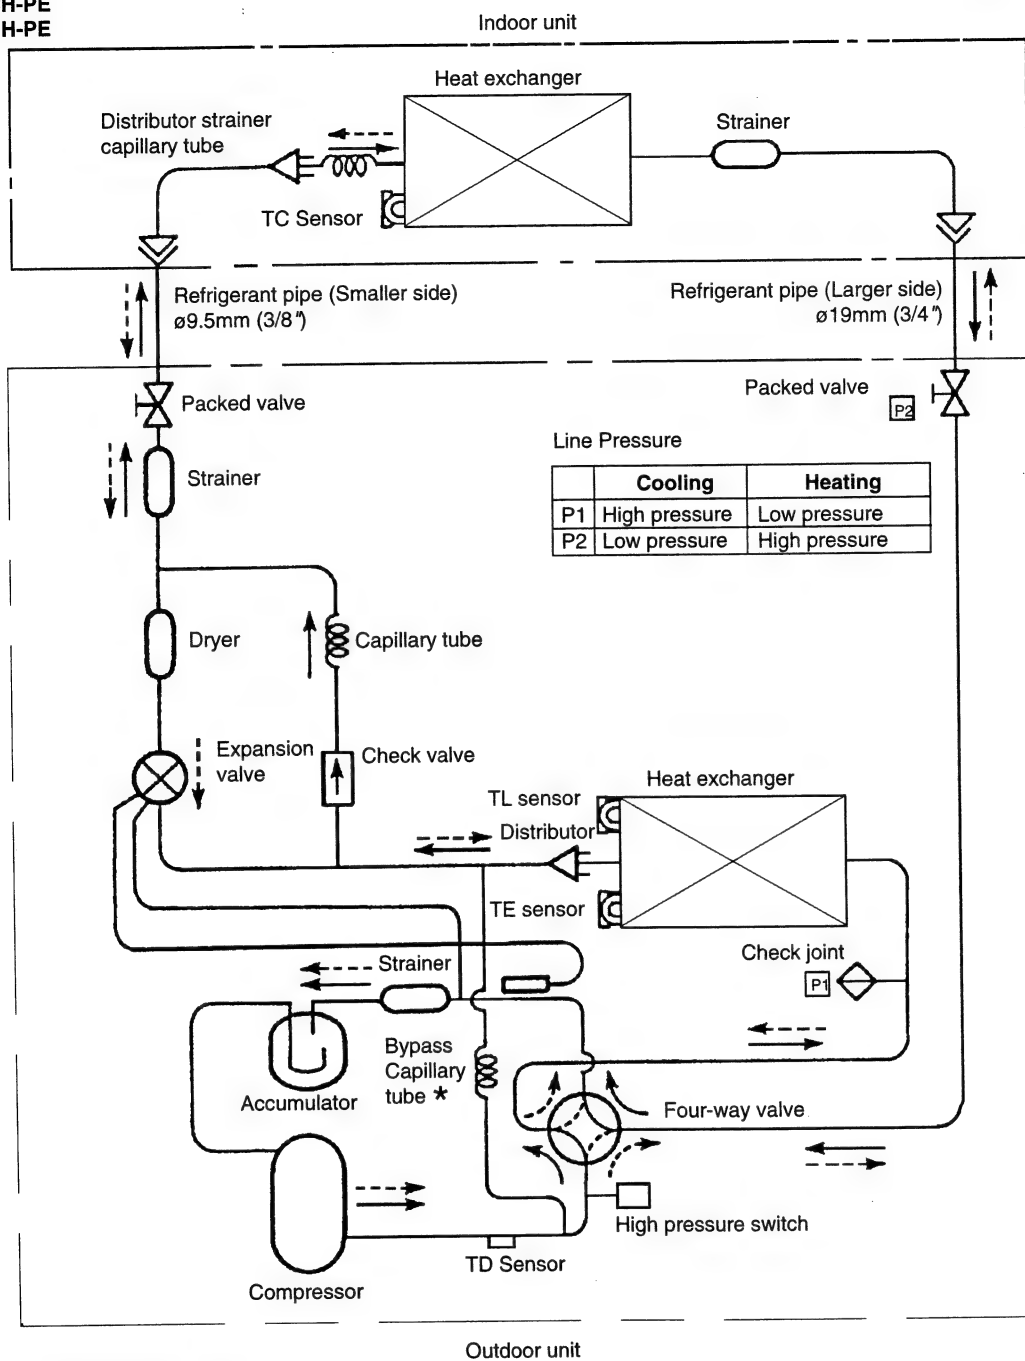 H-PE
H-PE
Indoor unit
Heat exchanger
Distributor strainer
capillary tube
Strainer
TC Sensor
Refrigerant pipe (Smaller side)
ø9.5mm (3/8")
Refrigerant pipe (Larger side)
ø19mm (3/4")
Packed valve
Packed valve
P2
Line Pressure
Cooling Heating
P1 High pressure Low pressure
P2 Low pressure High pressure
Strainer
Dryer
Capillary tube
Expansion
valve
Check valve
Heat exchanger
TL sensor
Distributor
TE sensor
Check joint
P1
Strainer
Bypass
Capillary
tube *
Accumulator
Four-way valve
High pressure switch
TD Sensor
Compressor
Outdoor unit